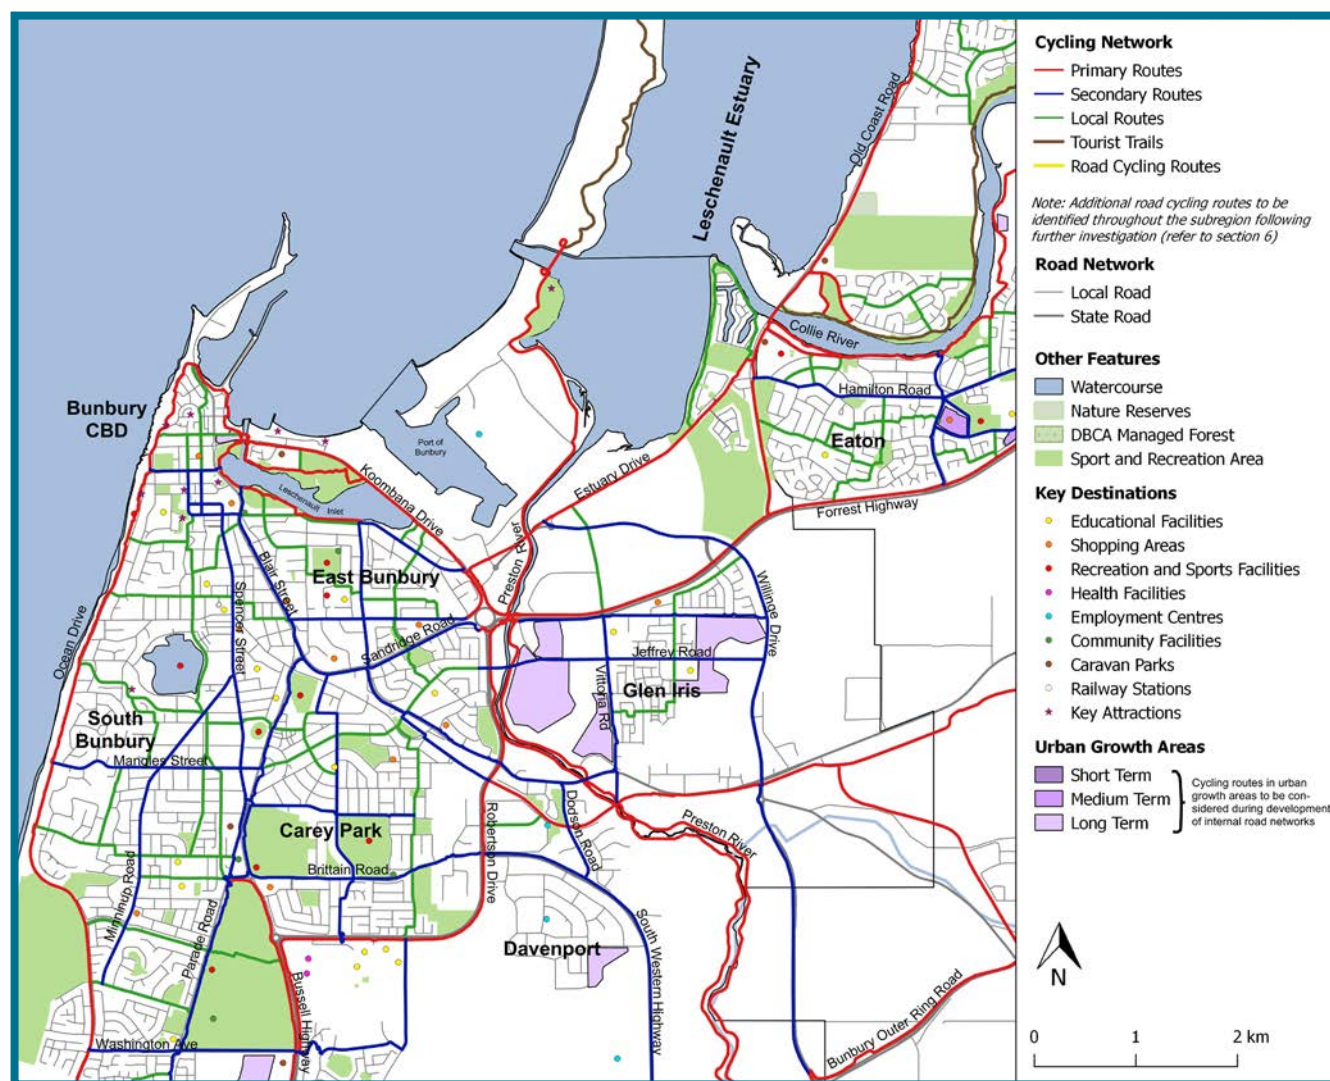 Leschenault Estuary
Old Coast Road
Collie River
Hamilton Road
Bunbury
CBD
Port of
Bunbury
Eaton
Koombana Drive
Estuary Drive
Leschenault Inlet
Forrest Highway
Preston River
East Bunbury
Blair Street
Spencer Street
Sandridge Road
Willinge Drive
Ocean Drive
Jeffrey Road
Glen Iris
Vittoria Rd
South
Bunbury
Mangles Street
Carey Park
Brittain Road
Robertson Drive
Dodson Road
Preston River
Minninup Road
Parade Road
Davenport
South Western Highway
Bussell Highway
Washington Ave
Bunbury Outer Ring Road
Cycling Network
Primary Routes
Secondary Routes
Local Routes
Tourist Trails
Road Cycling Routes
Note: Additional road cycling routes to be
identified throughout the subregion following
further investigation (refer to section 6)
Road Network
Local Road
State Road
Other Features
Watercourse
Nature Reserves
DBCA Managed Forest
Sport and Recreation Area
Key Destinations
Educational Facilities
Shopping Areas
Recreation and Sports Facilities
Health Facilities
Employment Centres
Community Facilities
Caravan Parks
Railway Stations
Key Attractions
Urban Growth Areas
Short Term
Medium Term
Long Term
Cycling routes in urban
growth areas to be con-
sidered during development
of internal road networks
N
0 1 2 km